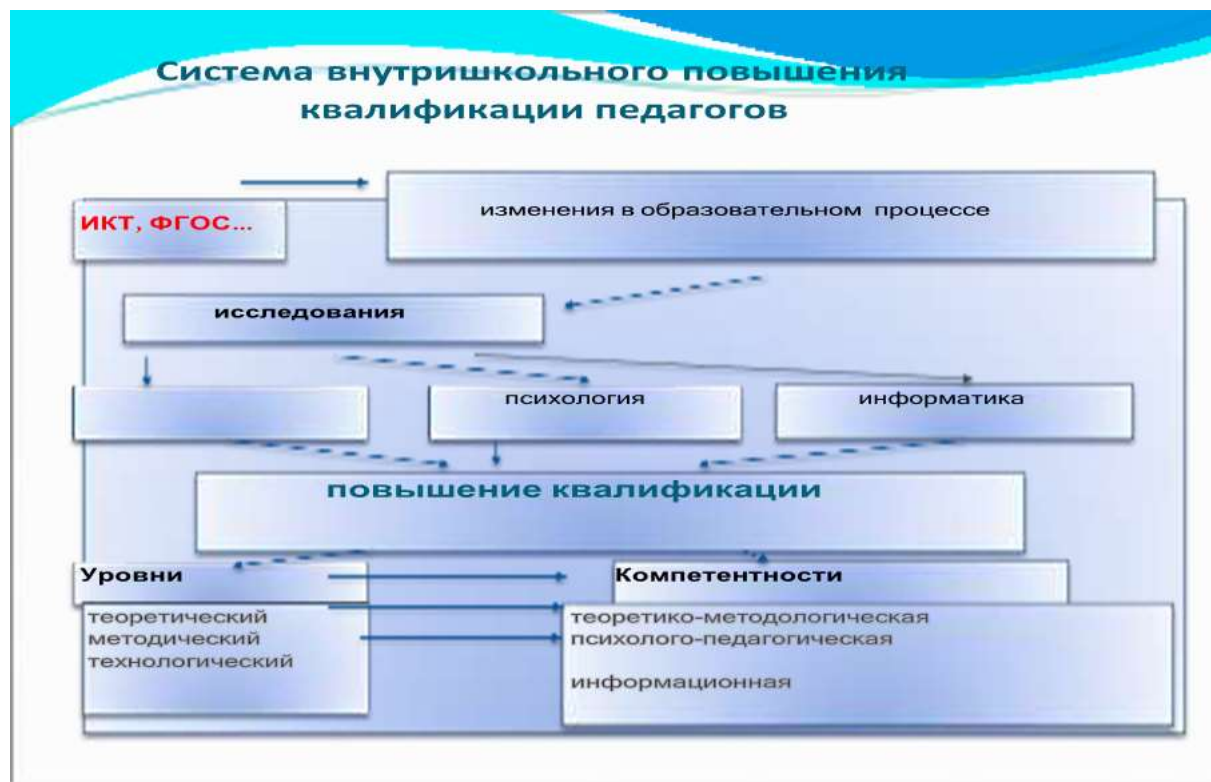 Система внутришкольного повышения
квалификации педагогов
изменения в образовательном процессе
ИКТ, ФГОС...
исследования
психология
информатика
повышение квалификации
Уровни
Компетентности
теоретический
методический
технологический
теоретико-методологическая
психолого-педагогическая
информационная